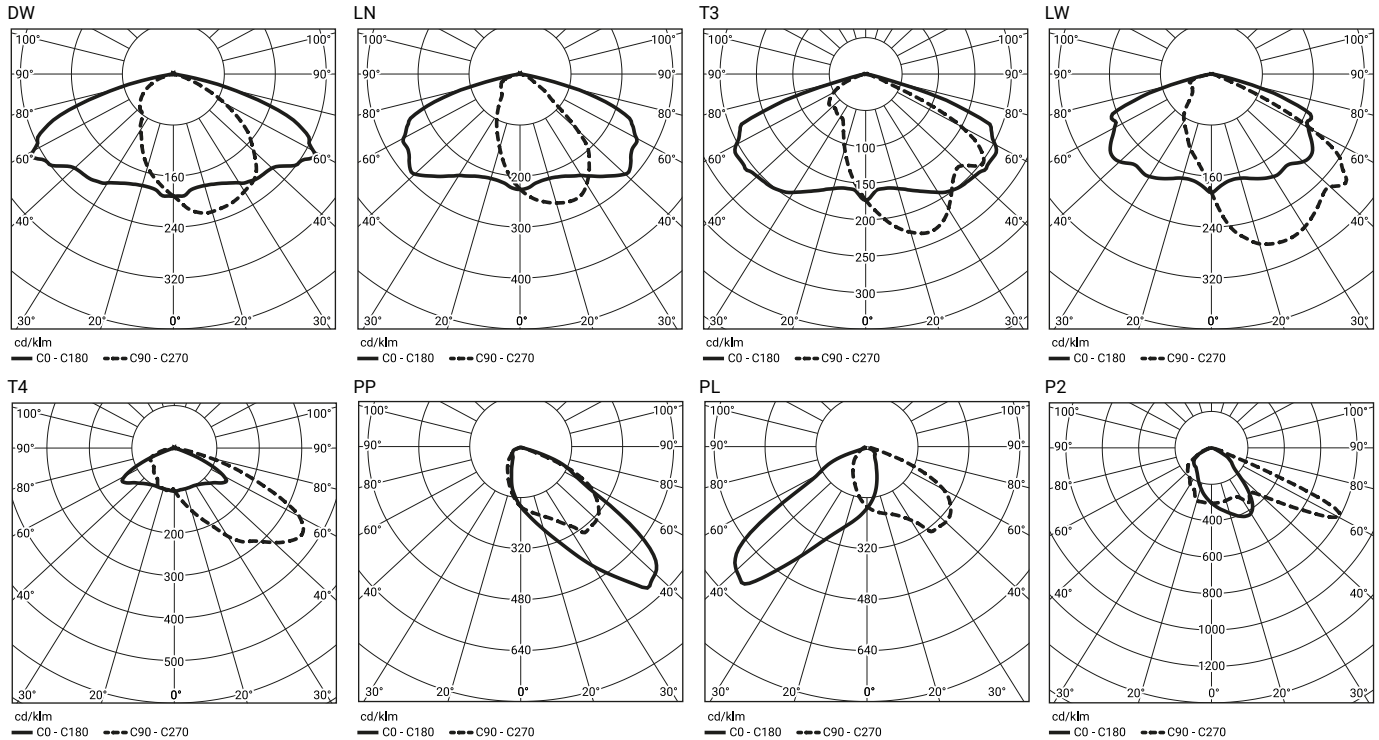 DW LN T3 LW
100° 100° 100° 100° 100° 100° 100° 100°
90° 90° 90° 90° 90° 90° 90° 90°
80° 80° 80° 80° 80° 80° 80° 80°
100
60° 60° 60° 60° 60° 60° 60° 60°
160 200 150 160
40° 40° 40° 40° 40° 40° 40° 40°
240 300 200 240
250
320 400 300 320
30° 20° 0° 20° 30° 30° 20° 0° 20° 30° 30° 20° 0° 20° 30° 30° 20° 0° 20° 30°
cd/klm cd/klm cd/klm cd/klm
C0 - C180 C90 - C270 C0 - C180 C90 - C270 C0 - C180 C90 - C270 C0 - C180 C90 - C270
T4 PP PL P2
100° 100° 100° 100° 100° 100° 100° 100°
90° 90° 90° 90° 90° 90° 90° 90°
80° 80° 80° 80° 80° 80° 80° 80°
60° 60° 60° 60° 60° 60° 60° 60°
200 320 320 400
300 600
40° 40° 40° 40° 40° 40° 40° 40°
400 480 480 800
500 640 640 1000
1200
30° 20° 0° 20° 30° 30° 20° 0° 20° 30° 30° 20° 0° 20° 30° 30° 20° 0° 20° 30°
cd/klm cd/klm cd/klm cd/klm
C0 - C180 C90 - C270 C0 - C180 C90 - C270 C0 - C180 C90 - C270 C0 - C180 C90 - C270